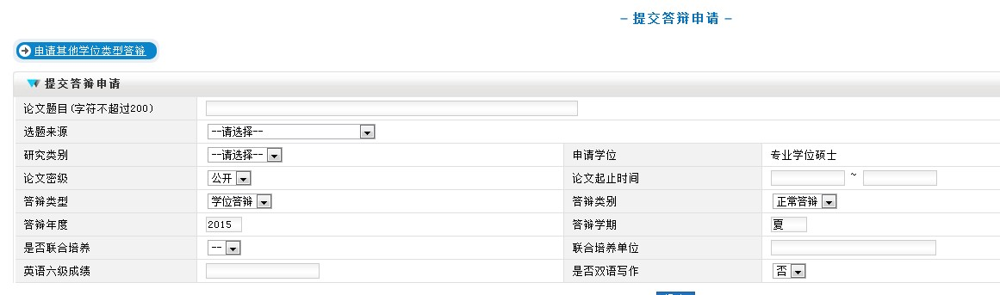 – 提交答辩申请 –
申请其他学位类型答辩
提交答辩申请
论文题目(字符不超过200)
选题来源 --请选择--
研究类别 --请选择-- 申请学位 专业学位硕士
论文密级 公开 论文起止时间 ~
答辩类型 学位答辩 答辩类别 正常答辩
答辩年度 2015 答辩学期 夏
是否联合培养 -- 联合培养单位
英语六级成绩 是否双语写作 否